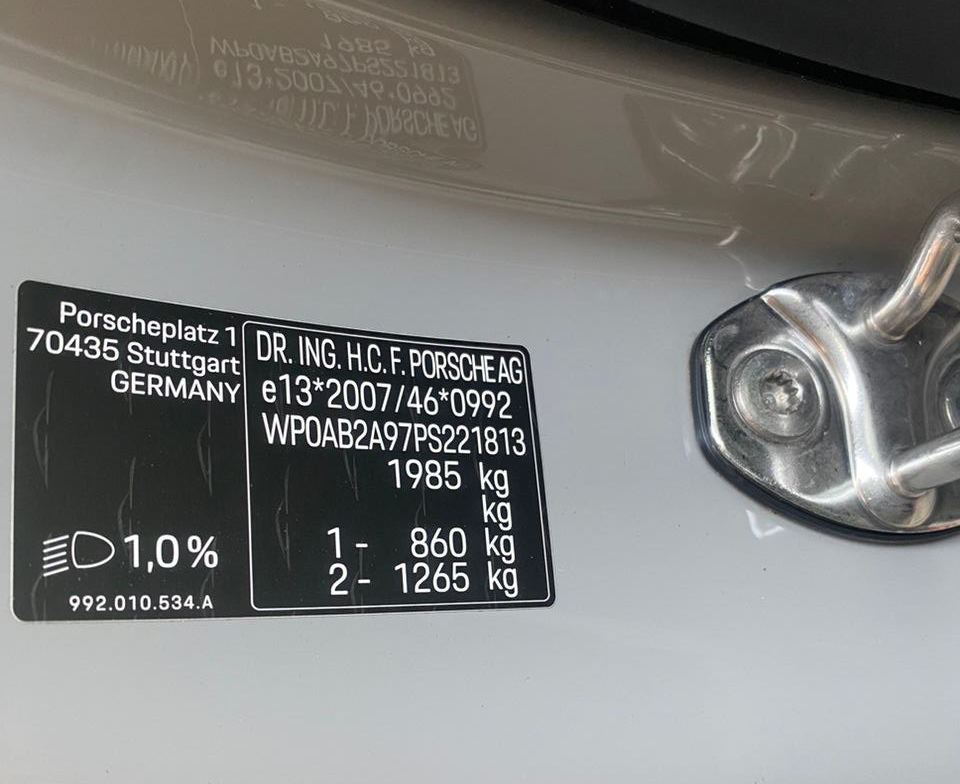 Porscheplatz 1
70435 Stuttgart
GERMANY
1,0%
992.010.534.A
DR. ING. H.C. F. PORSCHE AG
e13*2007/46*0992
WP0AB2A97PS221813
1985 kg
kg
1- 860 kg
2- 1265 kg